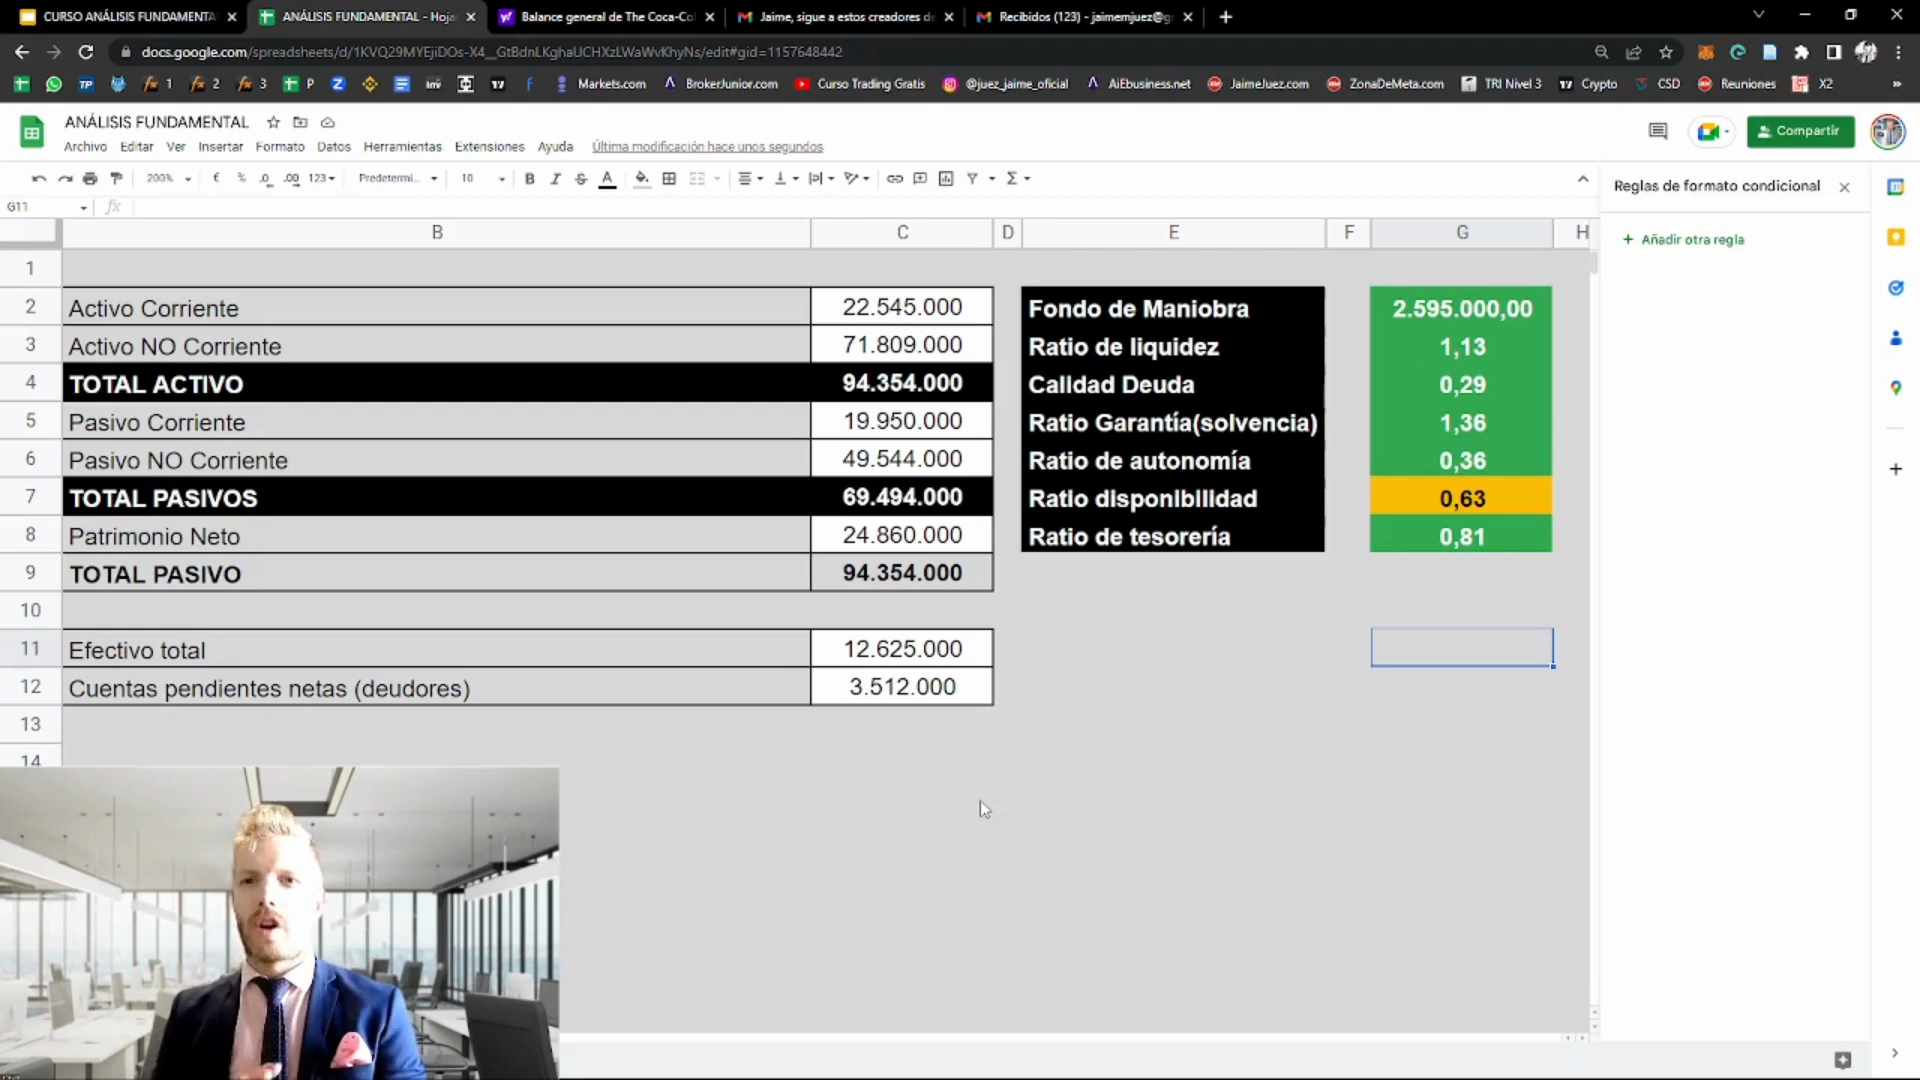 CURSO ANÁLISIS FUNDAMENTA
ANÁLISIS FUNDAMENTAL - Hoja
Balance general de The Coca-Co
Jaime, sigue a estos creadores de
Recibidos (123) - jaimemjuez@g
docs.google.com/spreadsheets/d/1KVQ29MYEjiDOs-X4__GtBdnLKghaUCHXzLWaWvKhyNs/edit#gid=1157648442
1 2 3 P Markets.com BrokerJunior.com Curso Trading Gratis @juez_jaime_oficial AiEbusiness.net JaimeJuez.com ZonaDeMeta.com TRI Nivel 3 Crypto CSD Reuniones X2 »
ANÁLISIS FUNDAMENTAL
Compartir
Archivo Editar Ver Insertar Formato Datos Herramientas Extensiones Ayuda Última modificación hace unos segundos
200% € % .0 .00 123 Predetermi... 10 B I S A Σ
Reglas de formato condicional
G11 fx
B C D E F G H
Añadir otra regla
1
2 Activo Corriente 22.545.000 Fondo de Maniobra 2.595.000,00
3 Activo NO Corriente 71.809.000 Ratio de liquidez 1,13
4 TOTAL ACTIVO 94.354.000 Calidad Deuda 0,29
5 Pasivo Corriente 19.950.000 Ratio Garantía(solvencia) 1,36
6 Pasivo NO Corriente 49.544.000 Ratio de autonomía 0,36
7 TOTAL PASIVOS 69.494.000 Ratio disponibilidad 0,63
8 Patrimonio Neto 24.860.000 Ratio de tesorería 0,81
9 TOTAL PASIVO 94.354.000
10
11 Efectivo total 12.625.000
12 Cuentas pendientes netas (deudores) 3.512.000
13
14